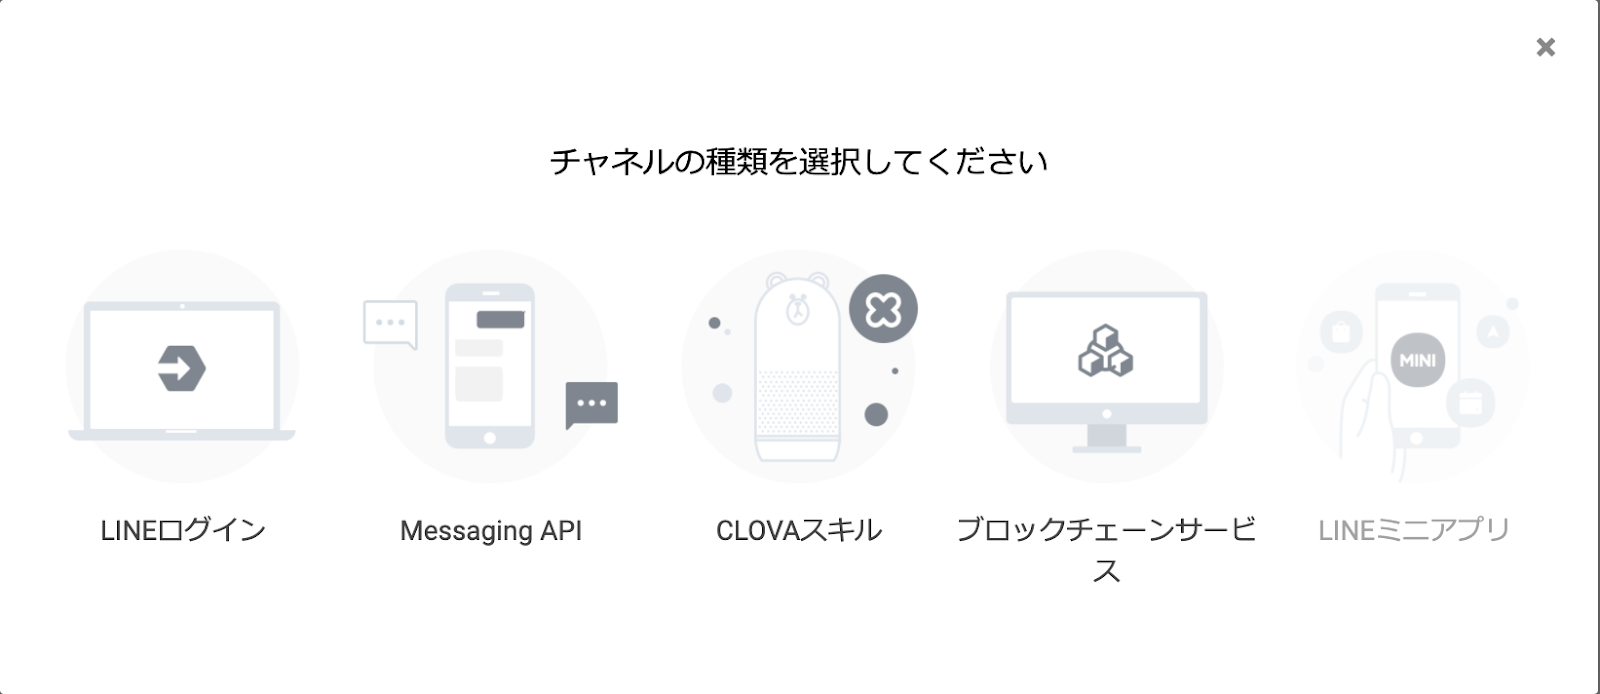 チャネルの種類を選択してください
MINI
LINEログイン
Messaging API
CLOVAスキル
ブロックチェーンサービ
ス
LINEミニアプリ